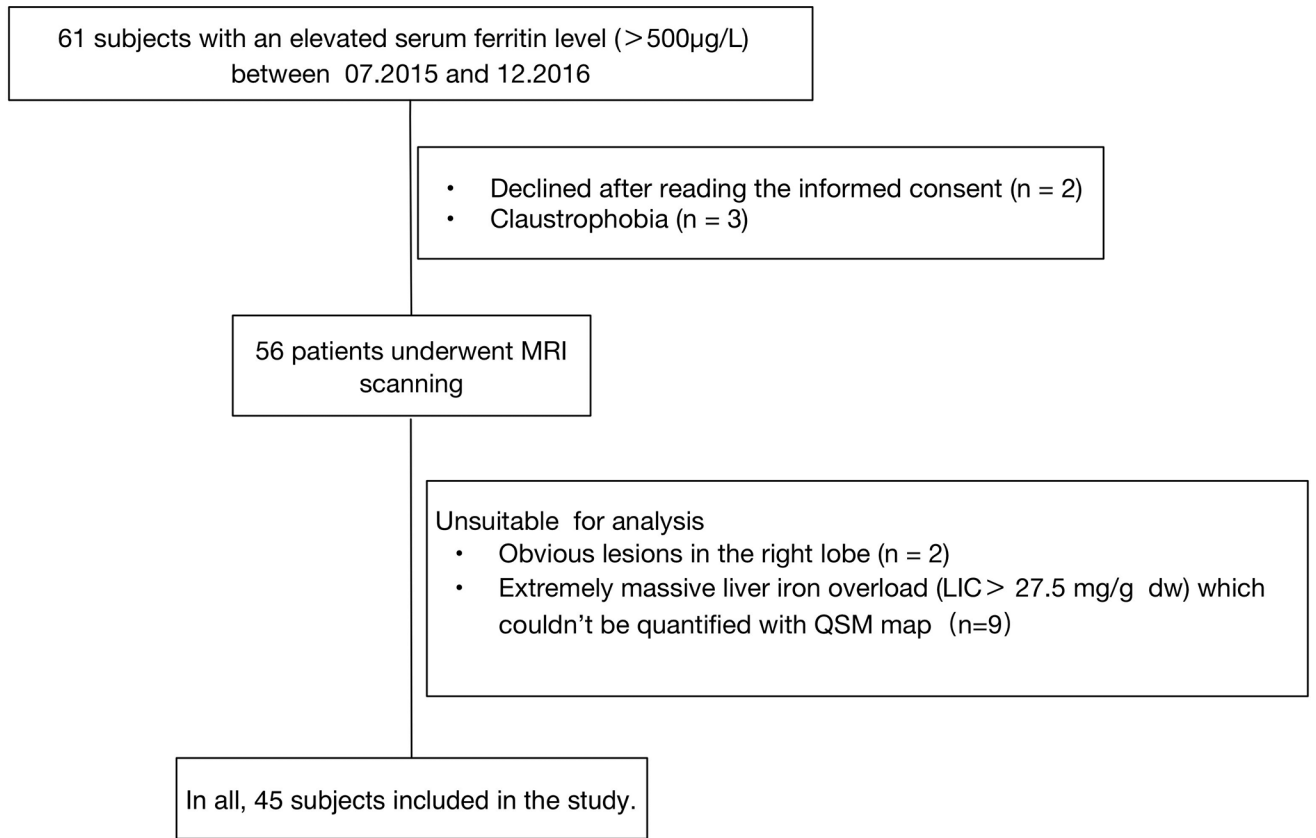 61 subjects with an elevated serum ferritin level (>500µg/L)
between  07.2015 and 12.2016
• Declined after reading the informed consent (n = 2)
• Claustrophobia (n = 3)
56 patients underwent MRI
scanning
Unsuitable  for analysis
• Obvious lesions in the right lobe (n = 2)
• Extremely massive liver iron overload (LIC> 27.5 mg/g  dw) which
couldn't be quantified with QSM map （n=9）
In all, 45 subjects included in the study.